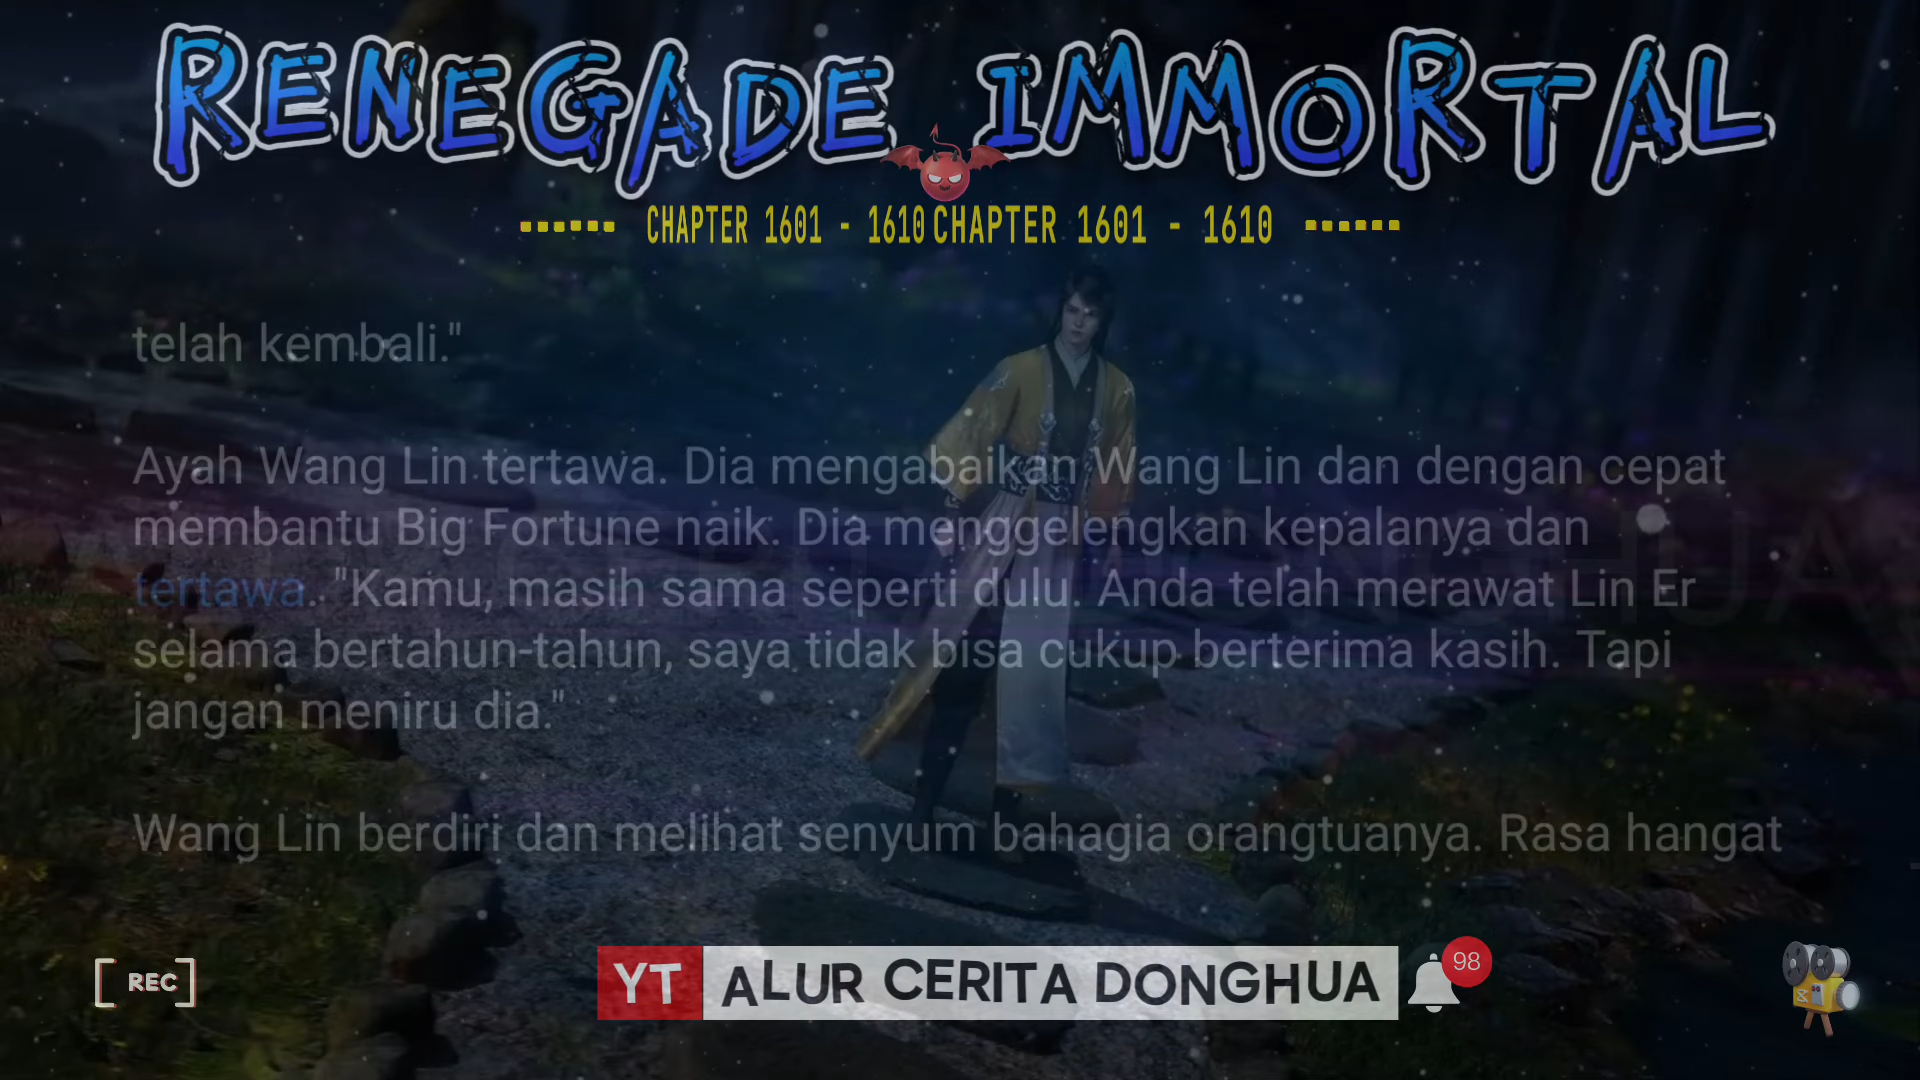 RENEGADE IMMORTAL
CHAPTER 1601 - 1610 CHAPTER 1601 - 1610
telah kembali."
Ayah Wang Lin tertawa. Dia mengabaikan Wang Lin dan dengan cepat
membantu Big Fortune naik. Dia menggelengkan kepalanya dan
tertawa. "Kamu, masih sama seperti dulu. Anda telah merawat Lin Er
selama bertahun-tahun, saya tidak bisa cukup berterima kasih. Tapi
jangan meniru dia."
Wang Lin berdiri dan melihat senyum bahagia orangtuanya. Rasa hangat
[ REC ]
YT ALUR CERITA DONGHUA
98